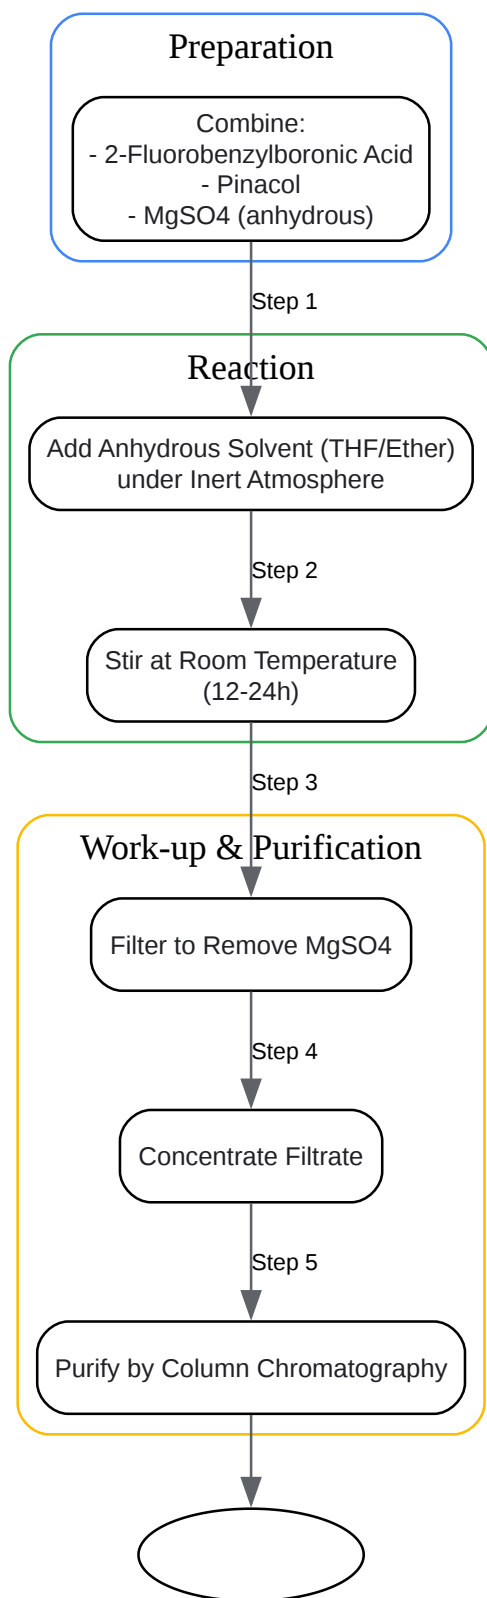 Preparation
Combine:
- 2-Fluorobenzylboronic Acid
- Pinacol
- MgSO4 (anhydrous)
Step 1
Reaction
Add Anhydrous Solvent (THF/Ether)
under Inert Atmosphere
Step 2
Stir at Room Temperature
(12-24h)
Step 3
Work-up & Purification
Filter to Remove MgSO4
Step 4
Concentrate Filtrate
Step 5
Purify by Column Chromatography